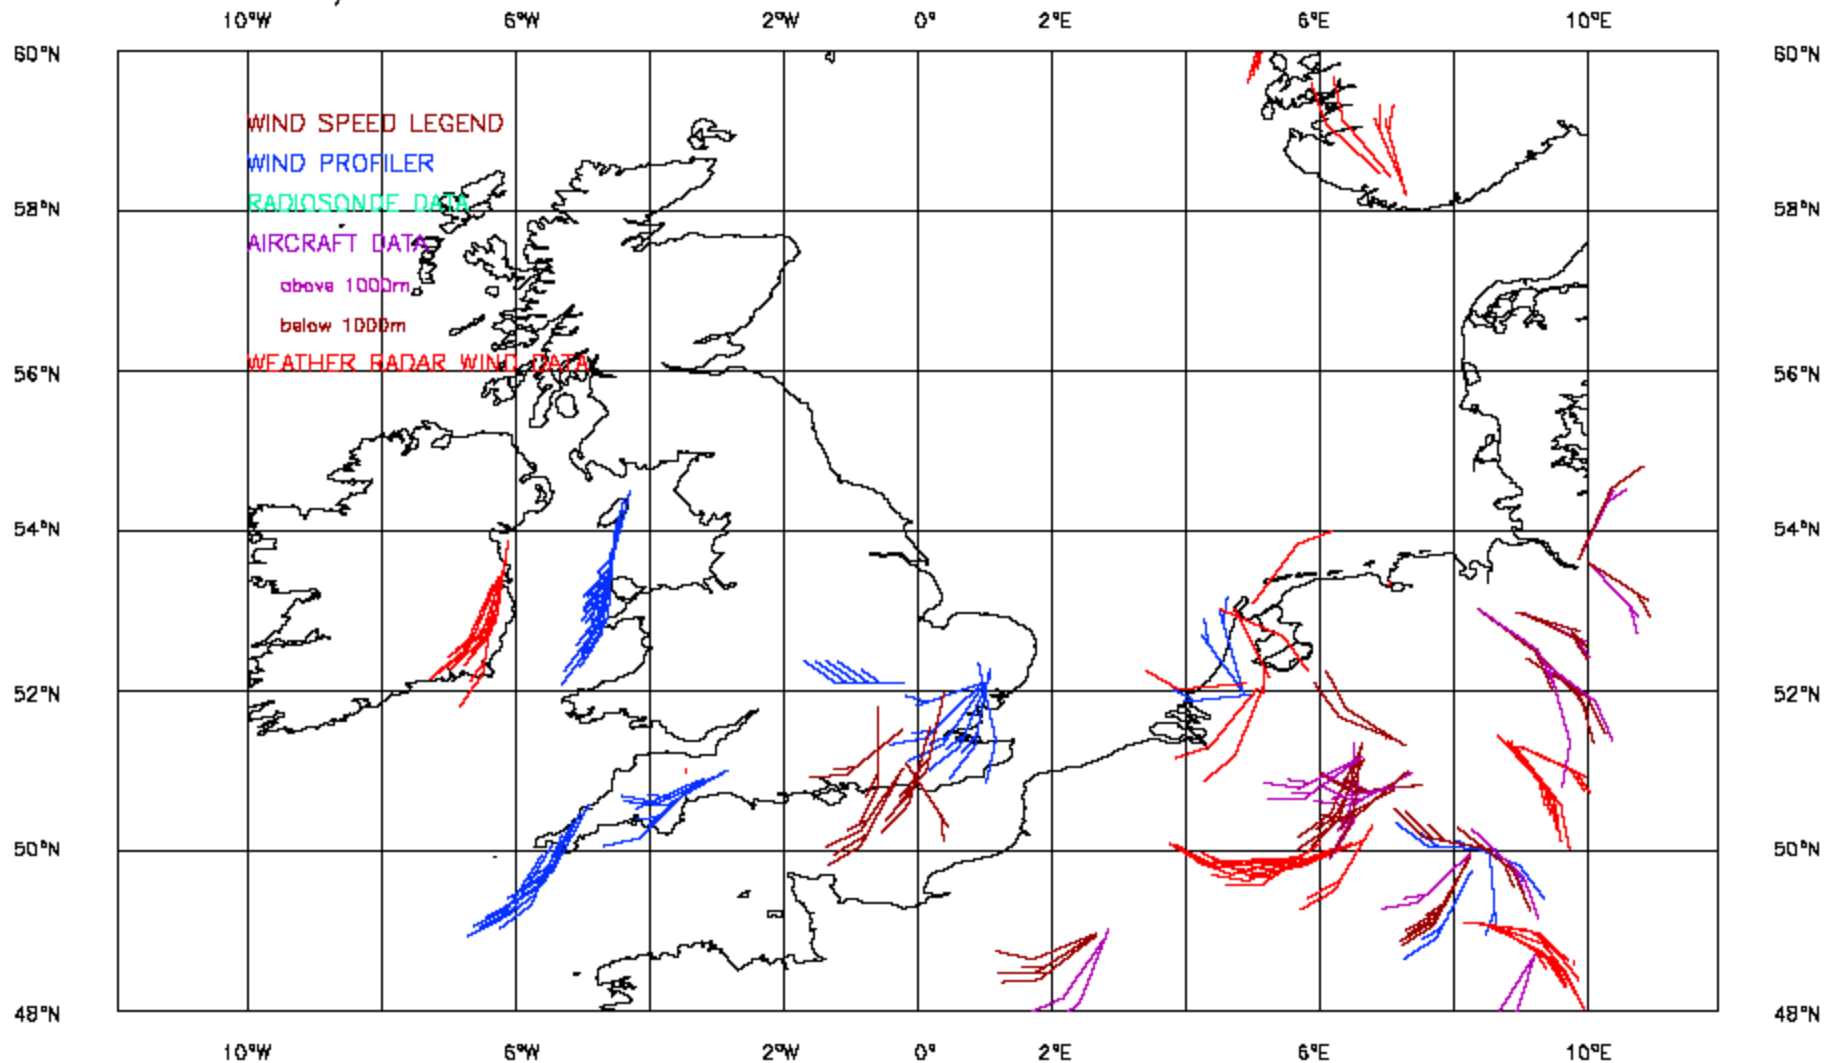 10°W 6°W 2°W 0° 2°E 6°E 10°E
60°N 60°N
WIND SPEED LEGEND
WIND PROFILER
58°N RADIOSONDE DATA 58°N
AIRCRAFT DATA
above 1000m
below 1000m
WEATHER RADAR WIND DATA
56°N 56°N
54°N 54°N
52°N 52°N
50°N 50°N
48°N 48°N
10°W 6°W 2°W 0° 2°E 6°E 10°E